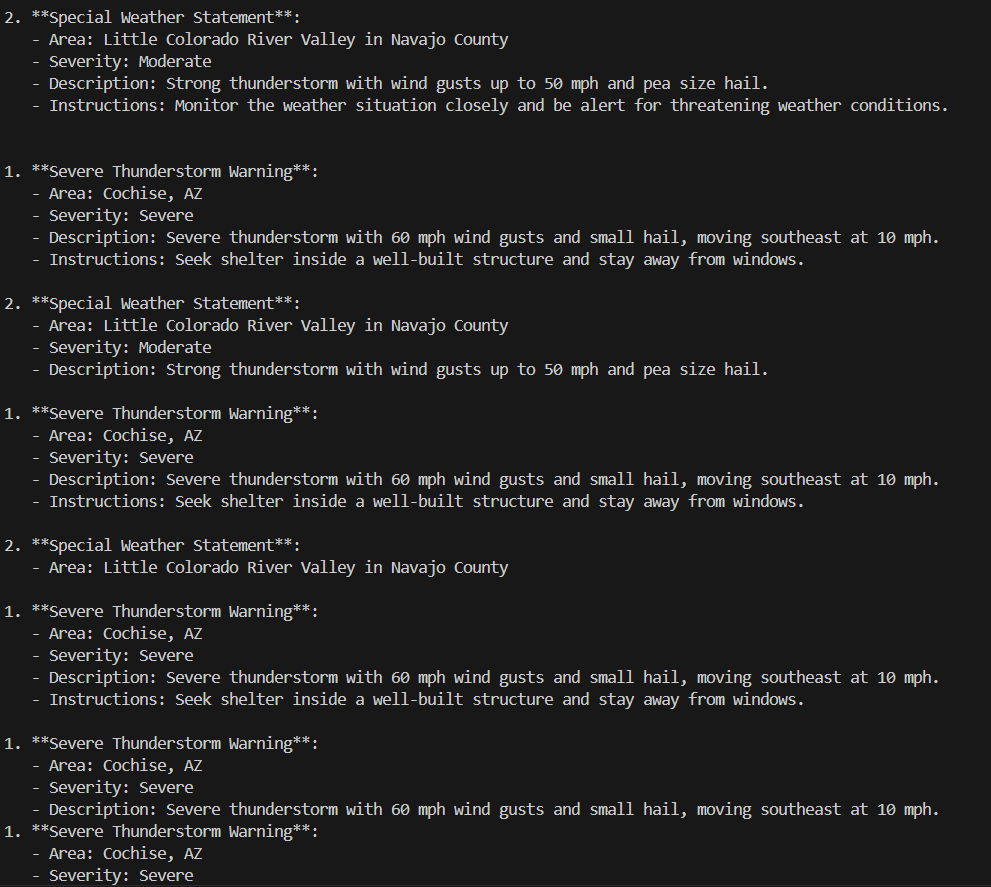 2. **Special Weather Statement**:
- Area: Little Colorado River Valley in Navajo County
- Severity: Moderate
- Description: Strong thunderstorm with wind gusts up to 50 mph and pea size hail.
- Instructions: Monitor the weather situation closely and be alert for threatening weather conditions.
1. **Severe Thunderstorm Warning**:
- Area: Cochise, AZ
- Severity: Severe
- Description: Severe thunderstorm with 60 mph wind gusts and small hail, moving southeast at 10 mph.
- Instructions: Seek shelter inside a well-built structure and stay away from windows.
2. **Special Weather Statement**:
- Area: Little Colorado River Valley in Navajo County
- Severity: Moderate
- Description: Strong thunderstorm with wind gusts up to 50 mph and pea size hail.
1. **Severe Thunderstorm Warning**:
- Area: Cochise, AZ
- Severity: Severe
- Description: Severe thunderstorm with 60 mph wind gusts and small hail, moving southeast at 10 mph.
- Instructions: Seek shelter inside a well-built structure and stay away from windows.
2. **Special Weather Statement**:
- Area: Little Colorado River Valley in Navajo County
1. **Severe Thunderstorm Warning**:
- Area: Cochise, AZ
- Severity: Severe
- Description: Severe thunderstorm with 60 mph wind gusts and small hail, moving southeast at 10 mph.
- Instructions: Seek shelter inside a well-built structure and stay away from windows.
1. **Severe Thunderstorm Warning**:
- Area: Cochise, AZ
- Severity: Severe
- Description: Severe thunderstorm with 60 mph wind gusts and small hail, moving southeast at 10 mph.
1. **Severe Thunderstorm Warning**:
- Area: Cochise, AZ
- Severity: Severe